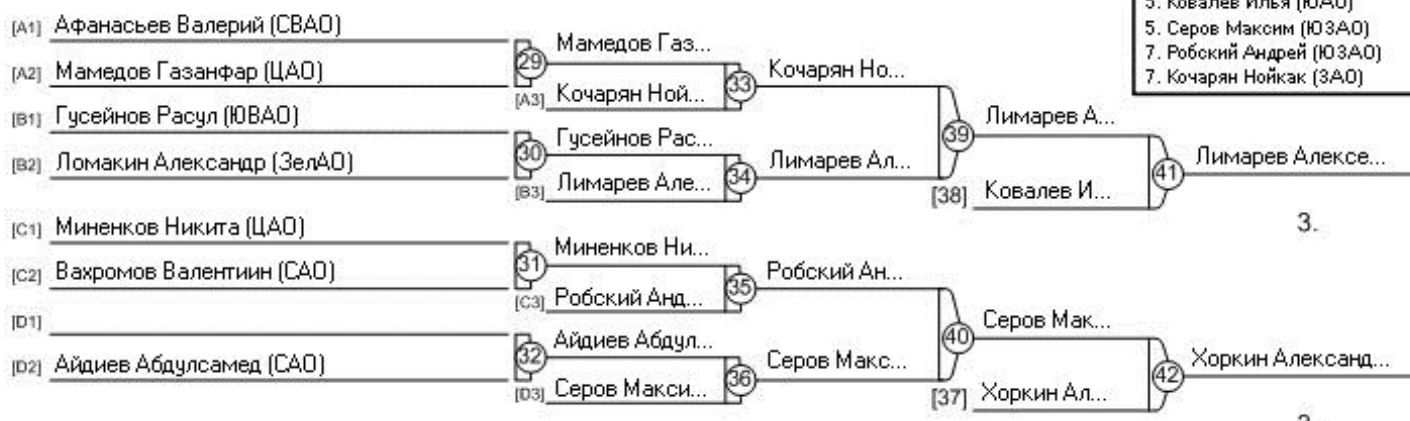 5. Ковалев Илья (ЮАО)
5. Серов Максим (ЮЗАО)
7. Робский Андрей (ЮЗАО)
7. Кочарян Нойкак (ЗАО)
[A1] Афанасьев Валерий (СВАО)
[A2] Мамедов Газанфар (ЦАО)
[B1] Гусейнов Расул (ЮВАО)
[B2] Ломакин Александр (ЗелАО)
[C1] Миненков Никита (ЦАО)
[C2] Вахромов Валентиин (САО)
[D1]
[D2] Айдиев Абдулсамед (САО)
29
30
31
32
Мамедов Газ...
[A3] Кочарян Ной...
Гусейнов Рас...
[B3] Лимарев Але...
Миненков Ни...
[C3] Робский Анд...
Айдиев Абдул...
[D3] Серов Макси...
33
34
35
36
Кочарян Но...
Лимарев Ал...
Робский Ан...
Серов Макс...
39
40
Лимарев А...
[38] Ковалев И...
Серов Мак...
[37] Хоркин Ал...
41
42
Лимарев Алексе...
3.
Хоркин Александ...